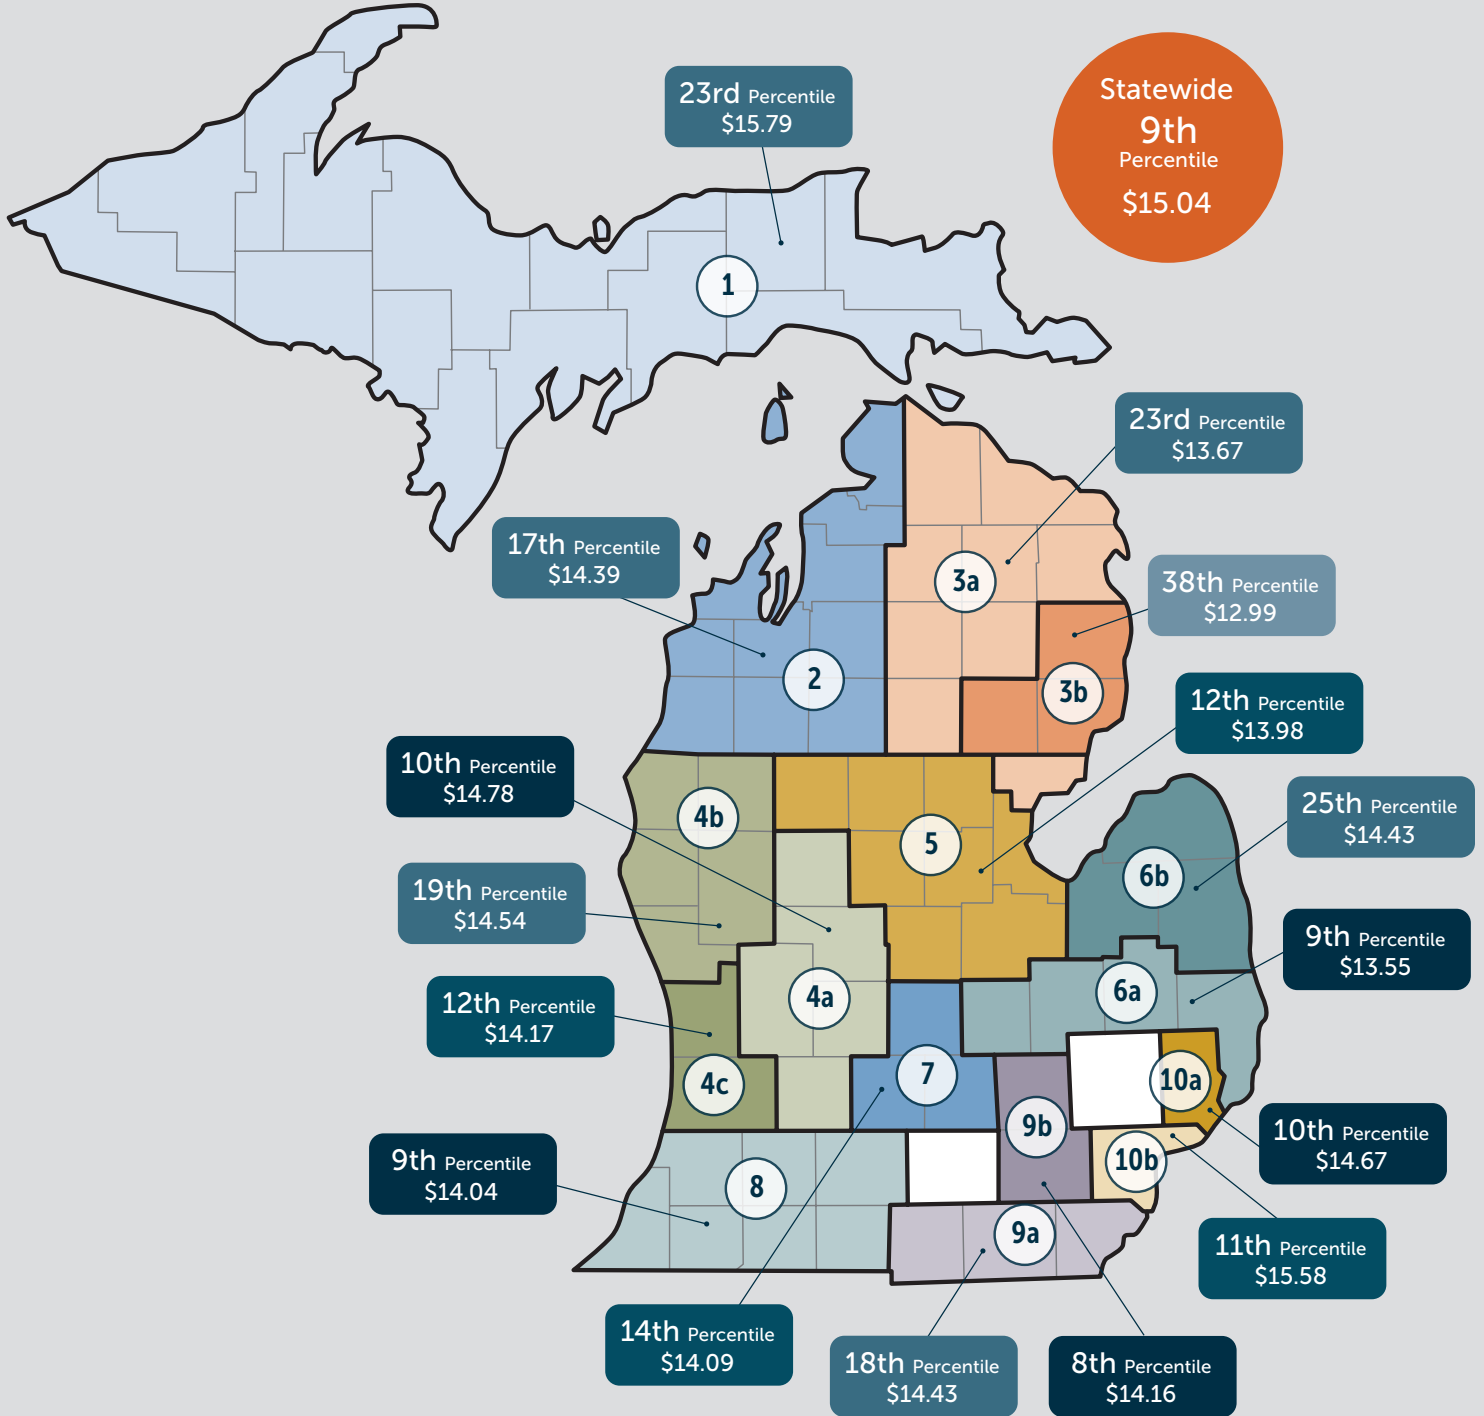 Statewide
9th
Percentile
$15.04
23rd Percentile
$15.79
1
23rd Percentile
$13.67
17th Percentile
$14.39
3a
38th Percentile
$12.99
2
3b
12th Percentile
$13.98
10th Percentile
$14.78
4b
5
25th Percentile
$14.43
6b
19th Percentile
$14.54
9th Percentile
$13.55
4a
6a
12th Percentile
$14.17
4c
7
10a
9b
10th Percentile
$14.67
9th Percentile
$14.04
8
10b
9a
11th Percentile
$15.58
14th Percentile
$14.09
18th Percentile
$14.43
8th Percentile
$14.16